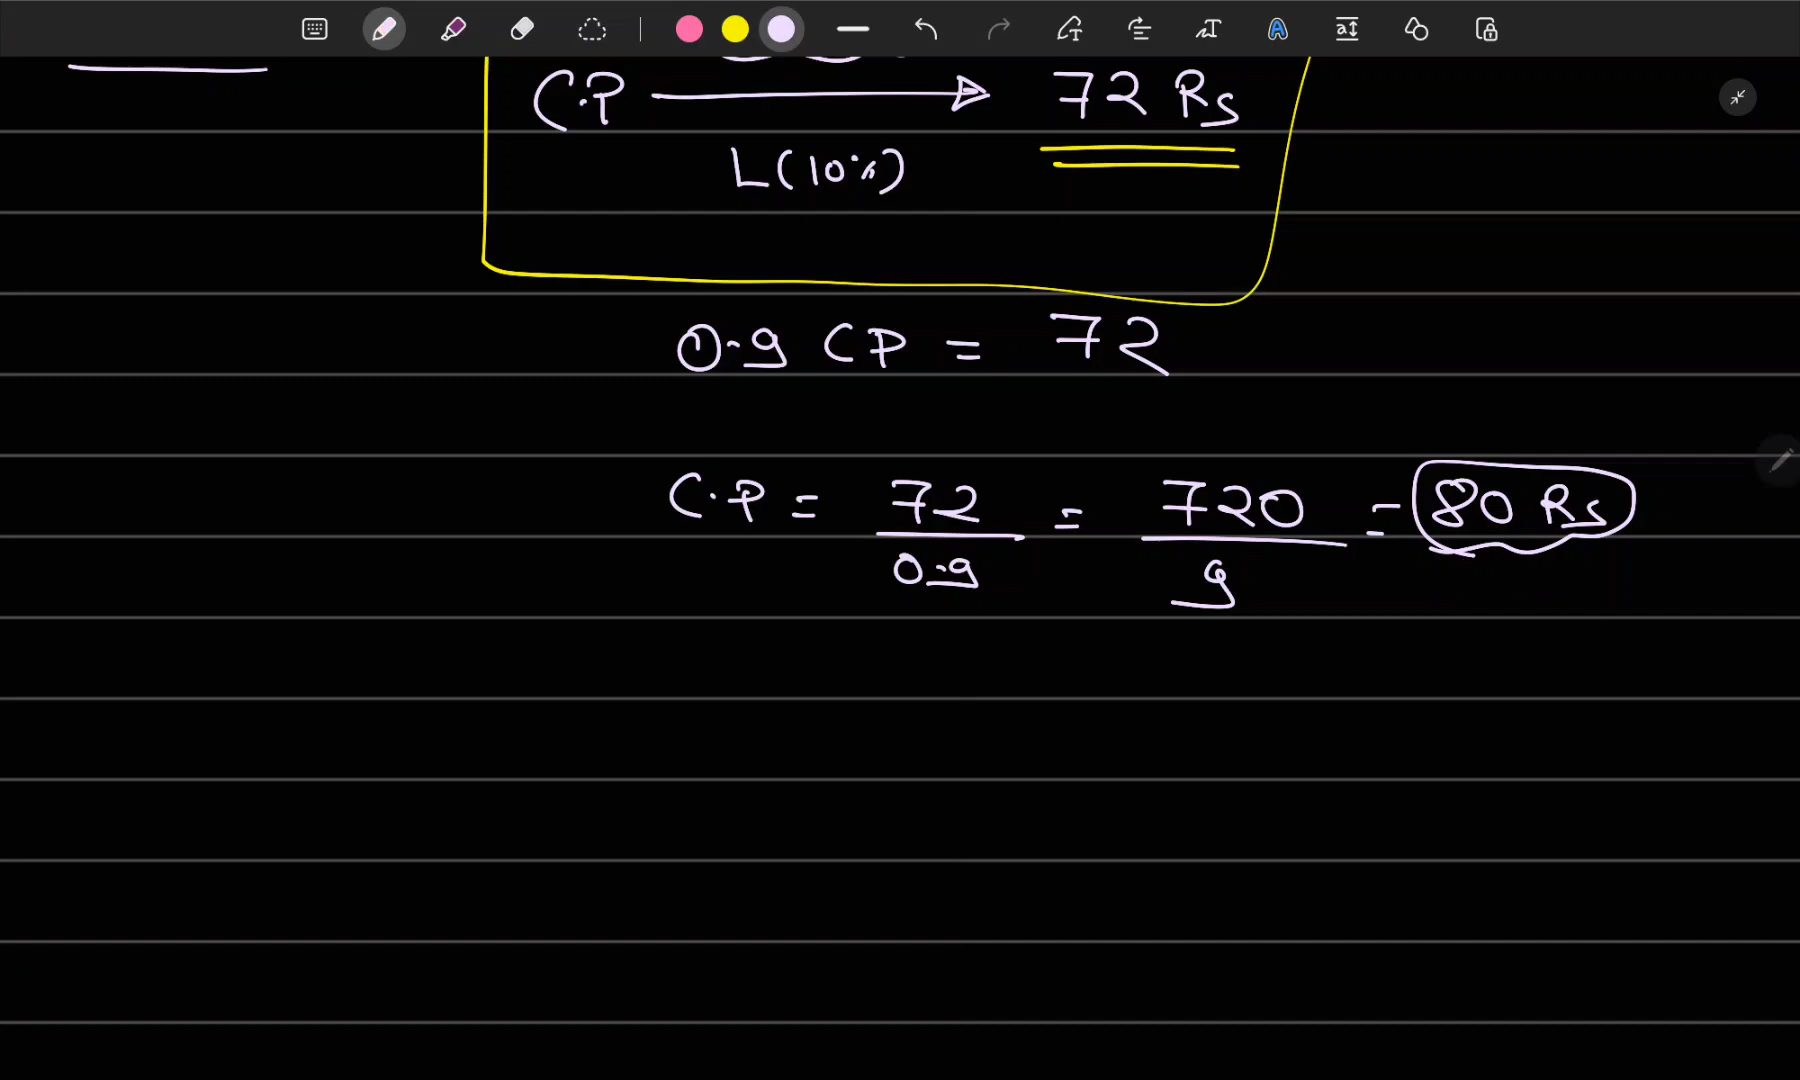 C.P → 72 Rs
L(10%)
0.9 CP = 72
C.P = 72/0.9 = 720/9 = 80 Rs